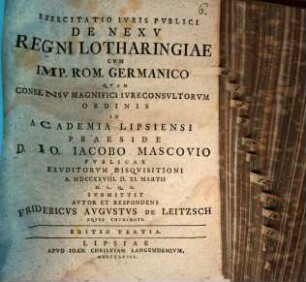 6.
EXERCITATIO IVRIS PVBLICI
DE NEXV
REGNI LOTHARINGIAE
CVM
IMP. ROM. GERMANICO
QVAM
CONSENSV MAGNIFICI IVRECONSVLTORVM
ORDINIS
IN
ACADEMIA LIPSIENSI
PRAESIDE
D. IO. IACOBO MASCOVIO
PVBLICAE
ERVDITORVM DISQVISITIONI
A. MDCCXXVIII. D. XI. MARTII
H. L. Q. C.
SVBMITTIT
AVTOR ET RESPONDENS
FRIDERICVS AVGVSTVS DE LEITZSCH
EQVES THVRINGVS.
EDITIO TERTIA.
LIPSIAE
APVD IOAN. CHRISTIAN. LANGENHEMIVM,